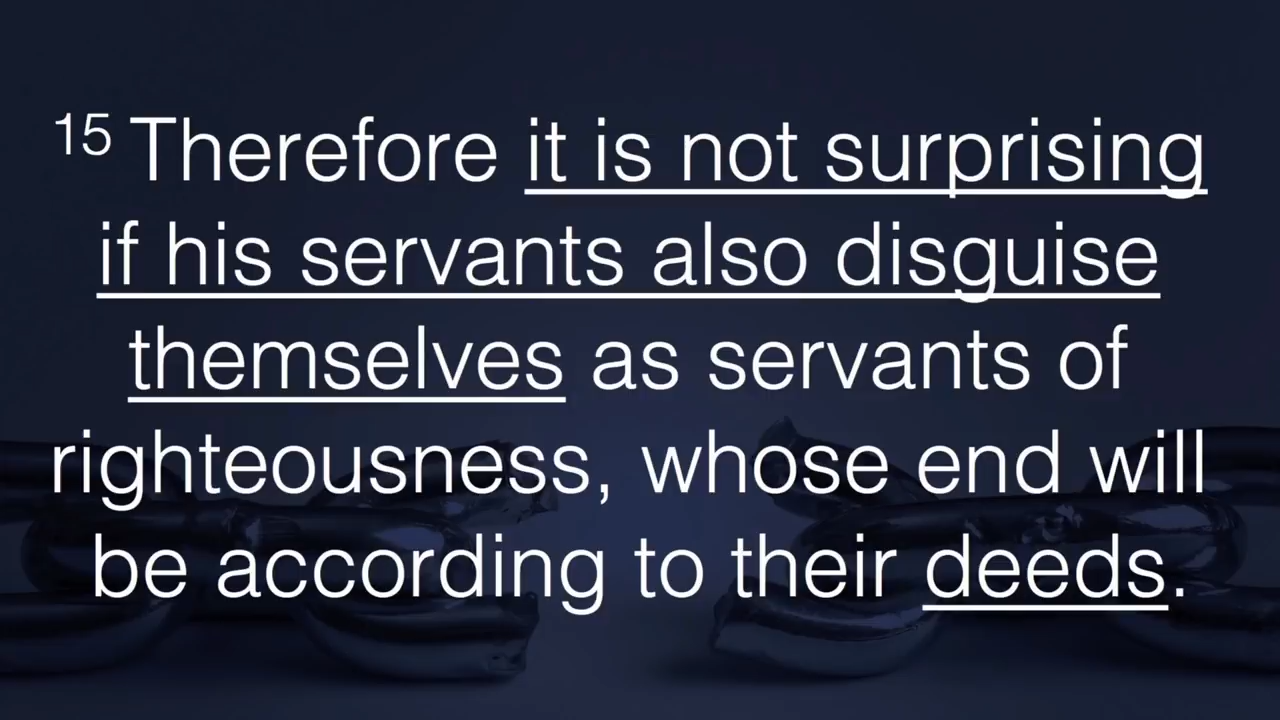 15 Therefore it is not surprising
if his servants also disguise
themselves as servants of
righteousness, whose end will
be according to their deeds.